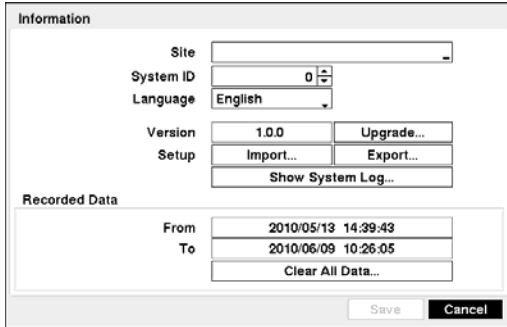 Information
Site
System ID 0
Language English
Version 1.0.0 Upgrade...
Setup Import... Export...
Show System Log...
Recorded Data
From 2010/05/13 14:39:43
To 2010/06/09 10:26:05
Clear All Data...
Save Cancel